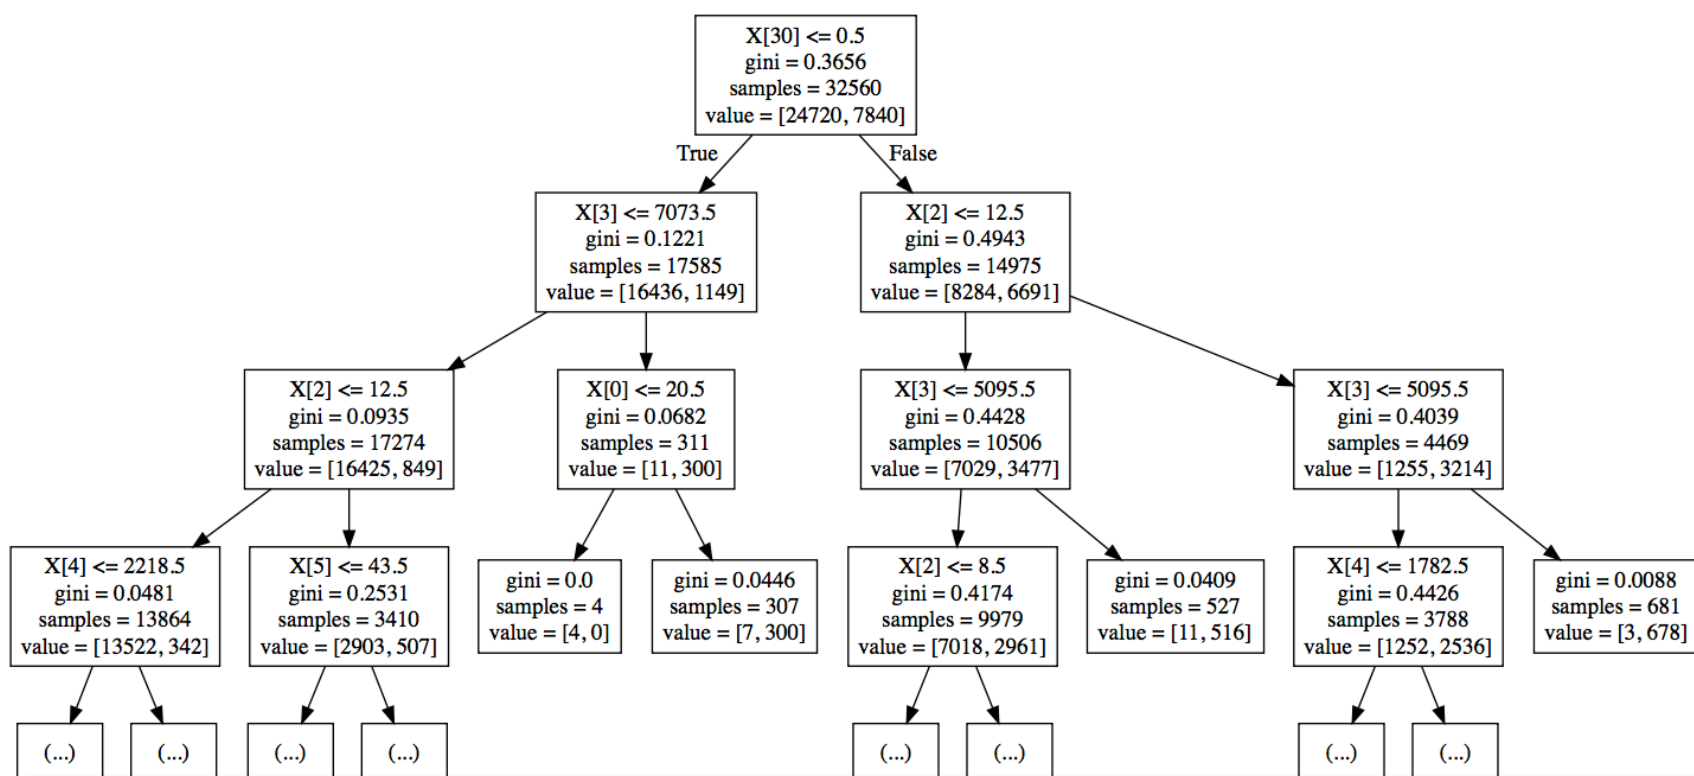 X[30] <= 0.5
gini = 0.3656
samples = 32560
value = [24720, 7840]
True
False
X[3] <= 7073.5
gini = 0.1221
samples = 17585
value = [16436, 1149]
X[2] <= 12.5
gini = 0.4943
samples = 14975
value = [8284, 6691]
X[2] <= 12.5
gini = 0.0935
samples = 17274
value = [16425, 849]
X[0] <= 20.5
gini = 0.0682
samples = 311
value = [11, 300]
X[3] <= 5095.5
gini = 0.4428
samples = 10506
value = [7029, 3477]
X[3] <= 5095.5
gini = 0.4039
samples = 4469
value = [1255, 3214]
X[4] <= 2218.5
gini = 0.0481
samples = 13864
value = [13522, 342]
X[5] <= 43.5
gini = 0.2531
samples = 3410
value = [2903, 507]
gini = 0.0
samples = 4
value = [4, 0]
gini = 0.0446
samples = 307
value = [7, 300]
X[2] <= 8.5
gini = 0.4174
samples = 9979
value = [7018, 2961]
gini = 0.0409
samples = 527
value = [11, 516]
X[4] <= 1782.5
gini = 0.4426
samples = 3788
value = [1252, 2536]
gini = 0.0088
samples = 681
value = [3, 678]
(...)
(...)
(...)
(...)
(...)
(...)
(...)
(...)